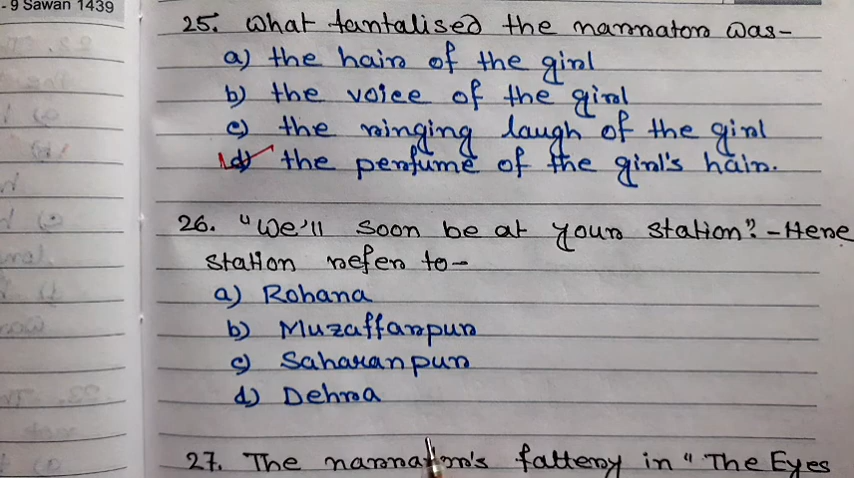 - 9 Sawan 1439
25. What tantalised the narrator was-
a) the hair of the girl
b) the voice of the girl
c) the ringing laugh of the girl
d) the perfume of the girl's hair.
26. "We'll soon be at your station" - Here
station refer to-
a) Rohana
b) Muzaffarpur
c) Saharanpur
d) Dehra
27. The narrator's fattery in "The Eyes